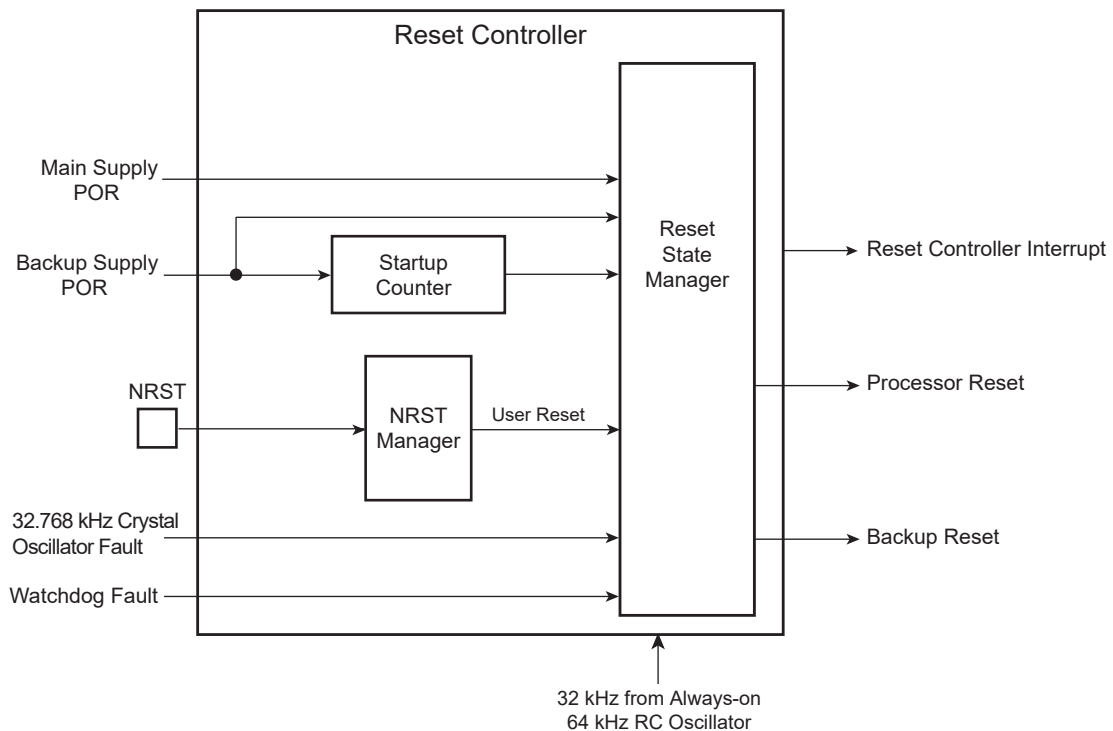 Reset Controller
Main Supply
POR
Backup Supply
POR
Startup
Counter
Reset
State
Manager
Reset Controller Interrupt
NRST
NRST
Manager
User Reset
Processor Reset
32.768 kHz Crystal
Oscillator Fault
Backup Reset
Watchdog Fault
32 kHz from Always-on
64 kHz RC Oscillator